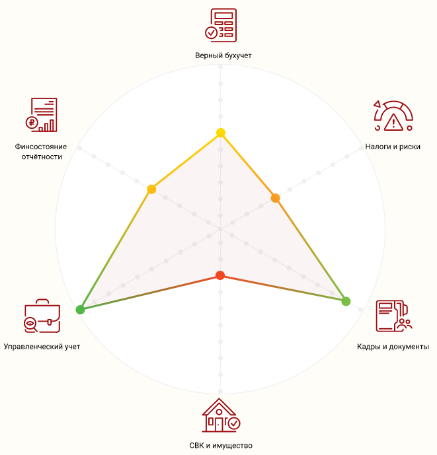 Верный бухучет
Финсостояние
отчётности
Налоги и риски
Управленческий учет
Кадры и документы
СВК и имущество